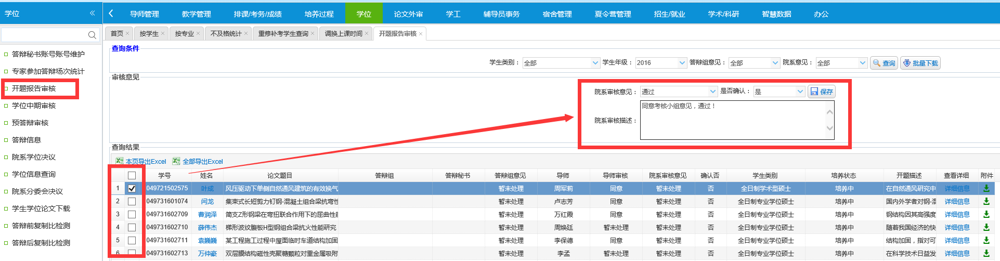 学位 «
导师管理 教学管理 排课/考务/成绩 培养过程 学位 论文外审 学工 辅导员事务 宿舍管理 夏令营管理 招生/就业 学术/科研 智慧数据 办公
首页 × 按学生 × 按专业 × 不及格统计 × 重修补考学生查询 × 调换上课时间 × 开题报告审核 ×
答辩秘书账号账号维护
专家参加答辩场次统计
开题报告审核
学位中期审核
预答辩审核
答辩信息
院系学位决议
学位信息查询
院系分委会决议
学生学位论文下载
答辩前复制比检测
答辩后复制比检测
查询条件
学生类别： 全部 学生年级： 2016 答辩组意见： 全部 院系意见： 全部 查询 批量下载
审核意见
院系审核意见： 通过 是否确认： 是 保存
院系审核描述： 同意考核小组意见，通过！
查询结果
本页导出Excel 全部导出Excel
学号 姓名 论文题目 答辩组 答辩秘书 答辩组意见 导师 导师审核 院系审核意见 确认否 学生类别 培养状态 开题描述 查看详细 附件
1 049721502575 叶成 风压驱动下单侧自然通风建筑的有效换气 暂未处理 周军莉 同意 暂未处理 否 全日制学术型硕士 培养中 在自然通风研究中 详细信息
2 049731601074 闫龙 集束式长短剪力钉钢-混凝土组合梁抗弯性 暂未处理 卢志芳 同意 暂未处理 否 全日制专业学位硕士 培养中 国内外学者对钢-混 详细信息
3 049731602709 曹润泽 简支Z形钢梁在弯扭联合作用下的屈曲性能 暂未处理 万红霞 同意 暂未处理 否 全日制专业学位硕士 培养中 钢结构因其高强度 详细信息
4 049731602710 薛伟杰 梯形波纹腹板H型钢组合梁抗火性能研究 暂未处理 周焕廷 暂未处理 暂未处理 否 全日制专业学位硕士 培养中 随着我国经济的快 详细信息
5 049731602711 袁巍巍 某工程施工过程中屋面临时车道结构加固 暂未处理 李保德 同意 暂未处理 否 全日制专业学位硕士 培养中 结构加固，指对可 详细信息
6 049731602713 万仲豪 双层膜结构磁性壳聚糖颗粒对重金属吸附 暂未处理 李孟 暂未处理 暂未处理 否 全日制专业学位硕士 培养中 在科学技术日益发 详细信息